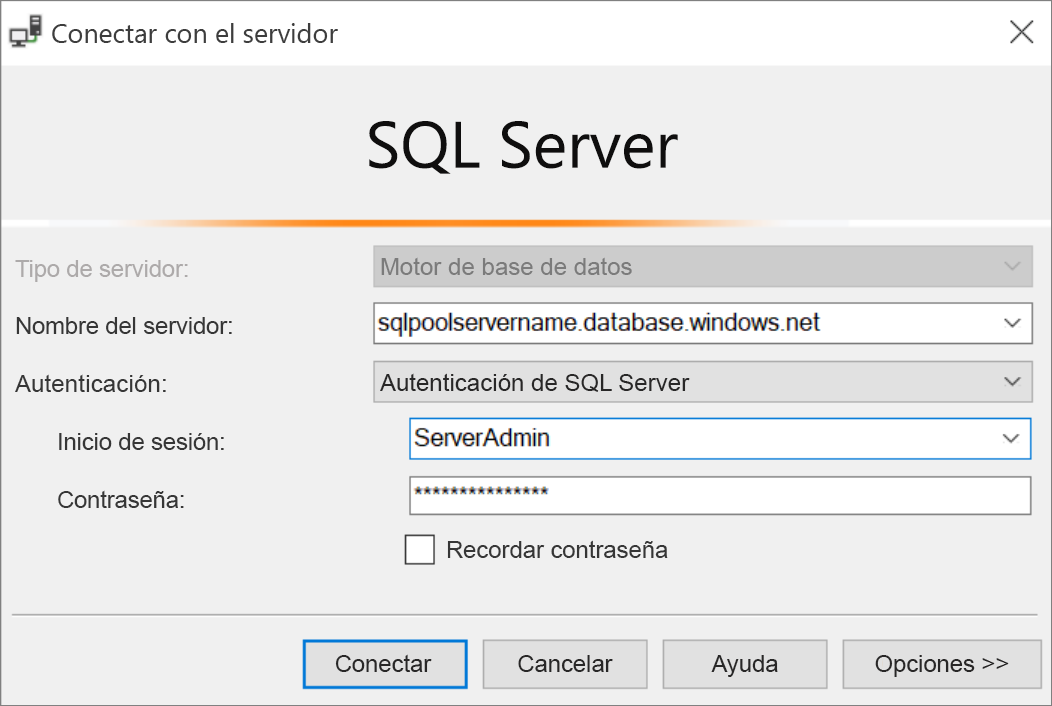 Conectar con el servidor
SQL Server
Tipo de servidor: Motor de base de datos
Nombre del servidor: sqlpoolservername.database.windows.net
Autenticación: Autenticación de SQL Server
Inicio de sesión: ServerAdmin
Contraseña: ***************
Recordar contraseña
Conectar Cancelar Ayuda Opciones >>